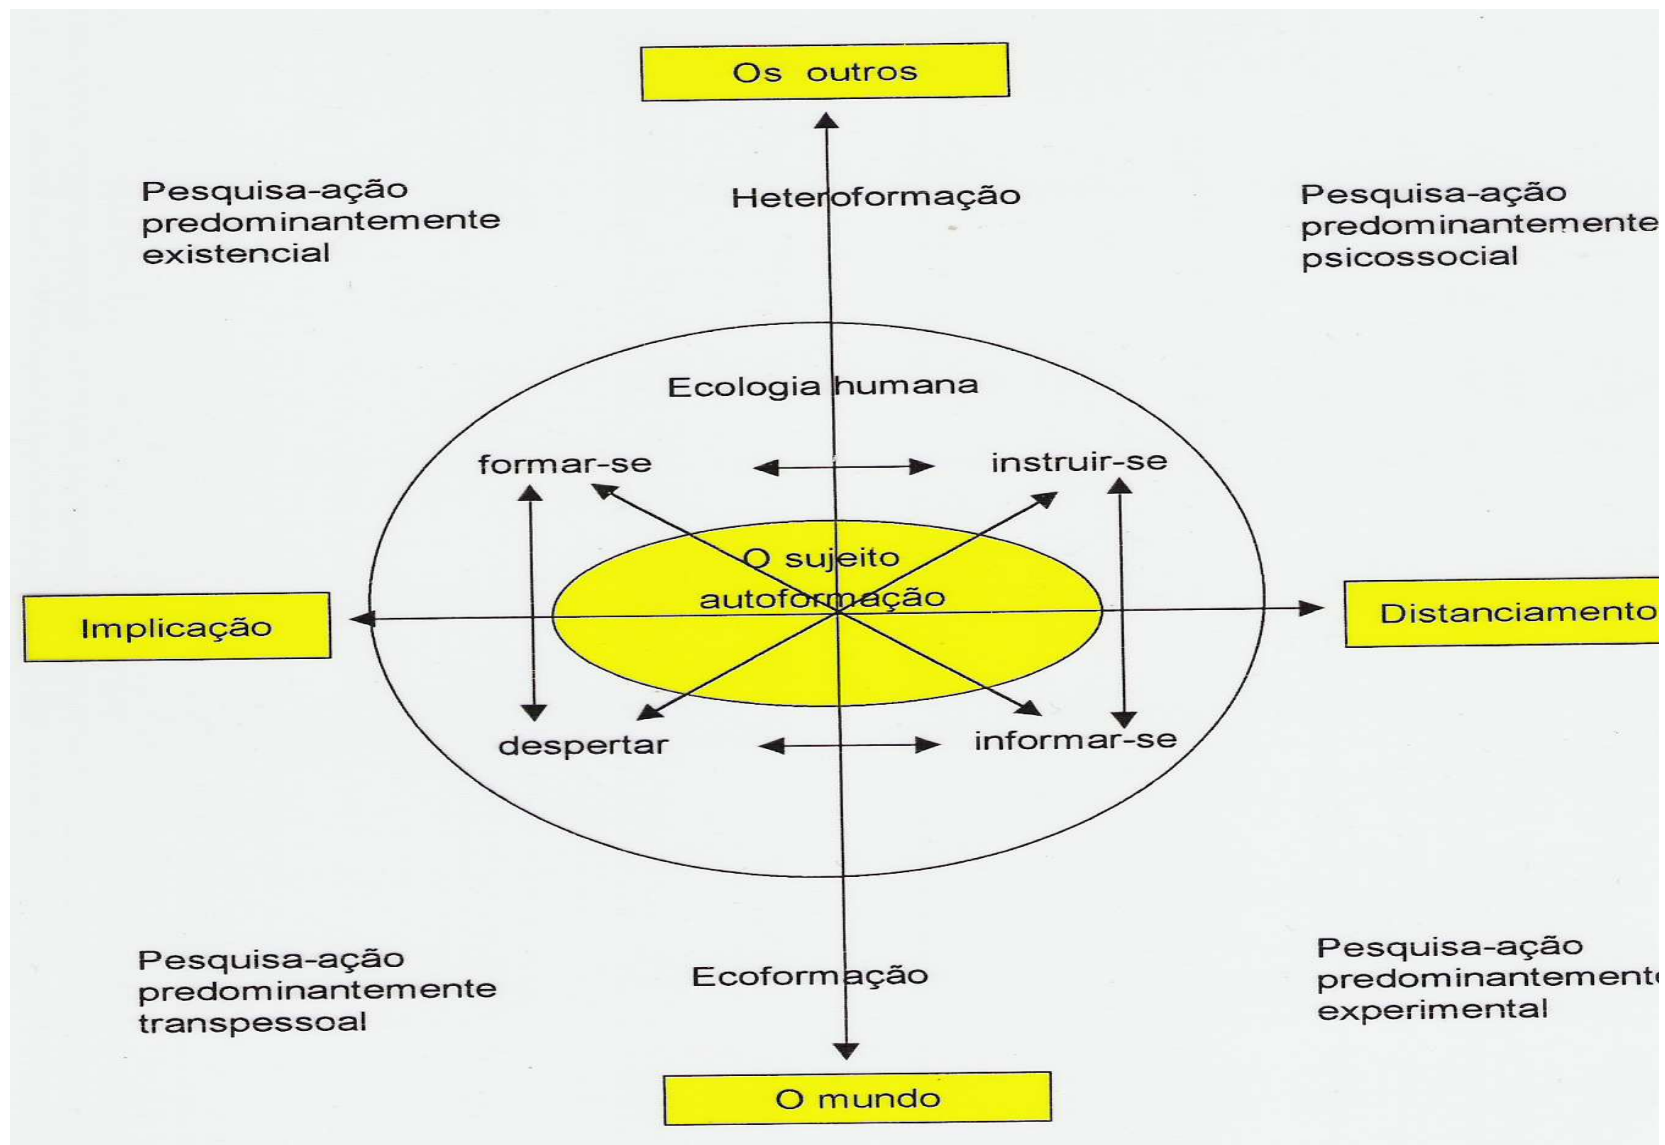 Os outros
Pesquisa-ação
predominantemente
existencial
Heteroformação
Pesquisa-ação
predominantemente
psicossocial
Ecologia humana
formar-se
instruir-se
O sujeito
autoformação
Implicação
Distanciamento
despertar
informar-se
Pesquisa-ação
predominantemente
transpessoal
Ecoformação
Pesquisa-ação
predominantement
experimental
O mundo